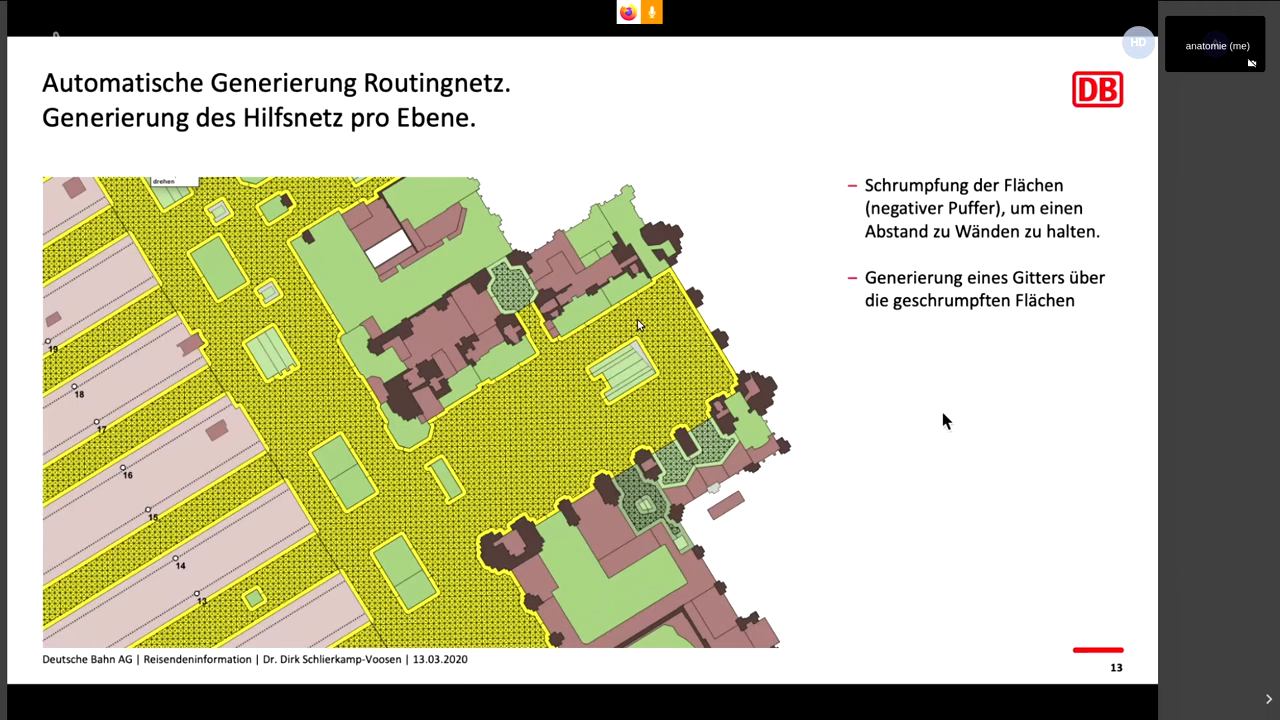 HD
anatomie (me)
Automatische Generierung Routingnetz.
Generierung des Hilfsnetz pro Ebene.
DB
drehen
– Schrumpfung der Flächen
(negativer Puffer), um einen
Abstand zu Wänden zu halten.
– Generierung eines Gitters über
die geschrumpften Flächen
19
18
17
16
15
14
13
Deutsche Bahn AG | Reisendeninformation | Dr. Dirk Schlierkamp-Voosen | 13.03.2020
13